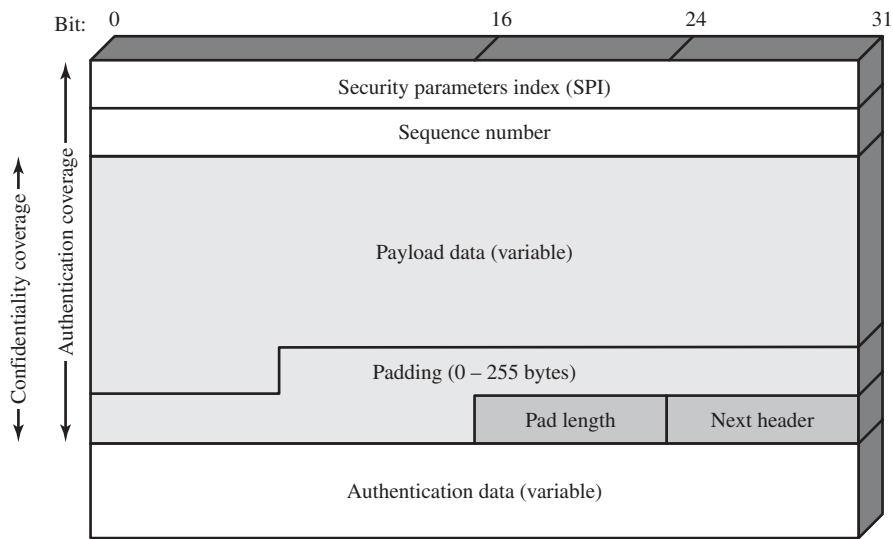 Bit: 0 16 24 31
Security parameters index (SPI)
Sequence number
Payload data (variable)
Padding (0 – 255 bytes)
Pad length Next header
Authentication data (variable)
Confidentiality coverage
Authentication coverage